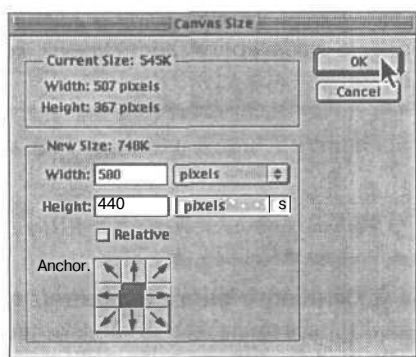 Canvas Size
Current Size: 545K
Width: 507 pixels
Height: 367 pixels
OK
Cancel
New Size: 748K
Width: 580 pixels
Height: 440 pixels s
Relative
Anchor.